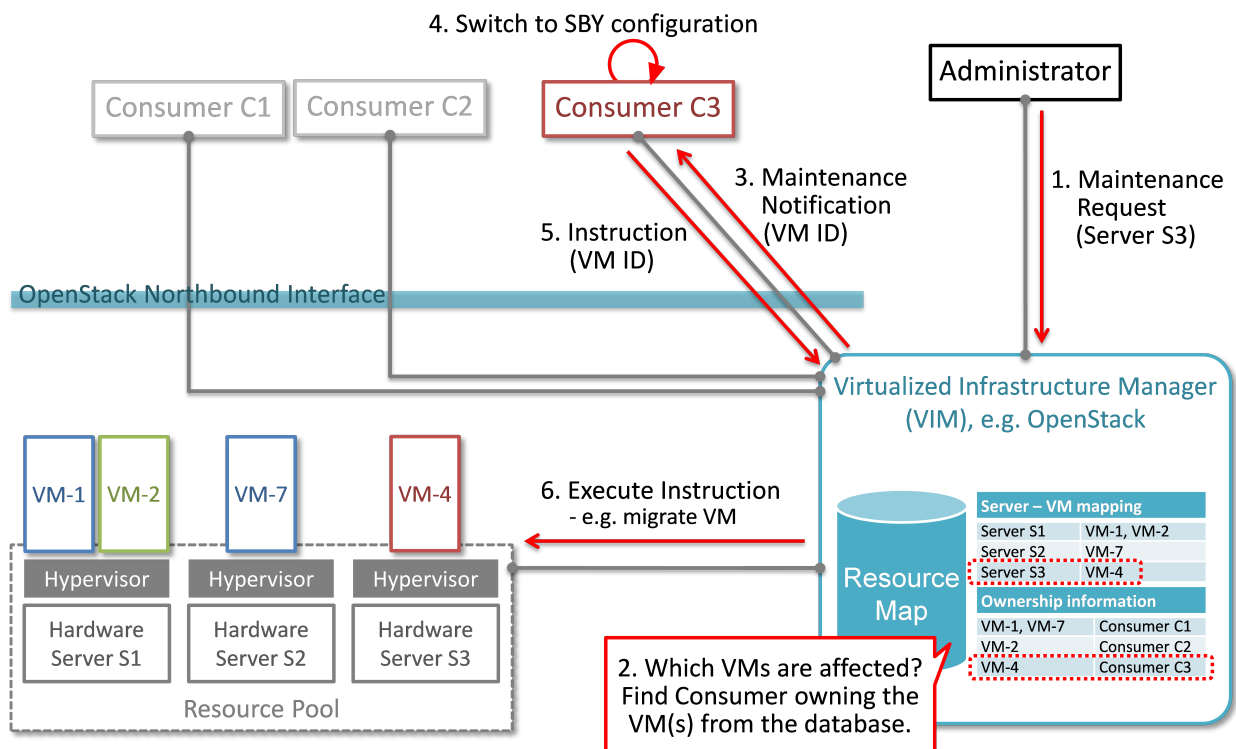 4. Switch to SBY configuration
Consumer C1
Consumer C2
Consumer C3
Administrator
3. Maintenance
Notification
(VM ID)
1. Maintenance
Request
(Server S3)
5. Instruction
(VM ID)
OpenStack Northbound Interface
Virtualized Infrastructure Manager
(VIM), e.g. OpenStack
VM-1
VM-2
VM-7
VM-4
6. Execute Instruction
- e.g. migrate VM
Hypervisor
Hypervisor
Hypervisor
Hardware
Server S1
Hardware
Server S2
Hardware
Server S3
Resource Pool
Resource
Map
Server – VM mapping
Server S1 VM-1, VM-2
Server S2 VM-7
Server S3 VM-4
Ownership information
VM-1, VM-7 Consumer C1
VM-2 Consumer C2
VM-4 Consumer C3
2. Which VMs are affected?
Find Consumer owning the
VM(s) from the database.